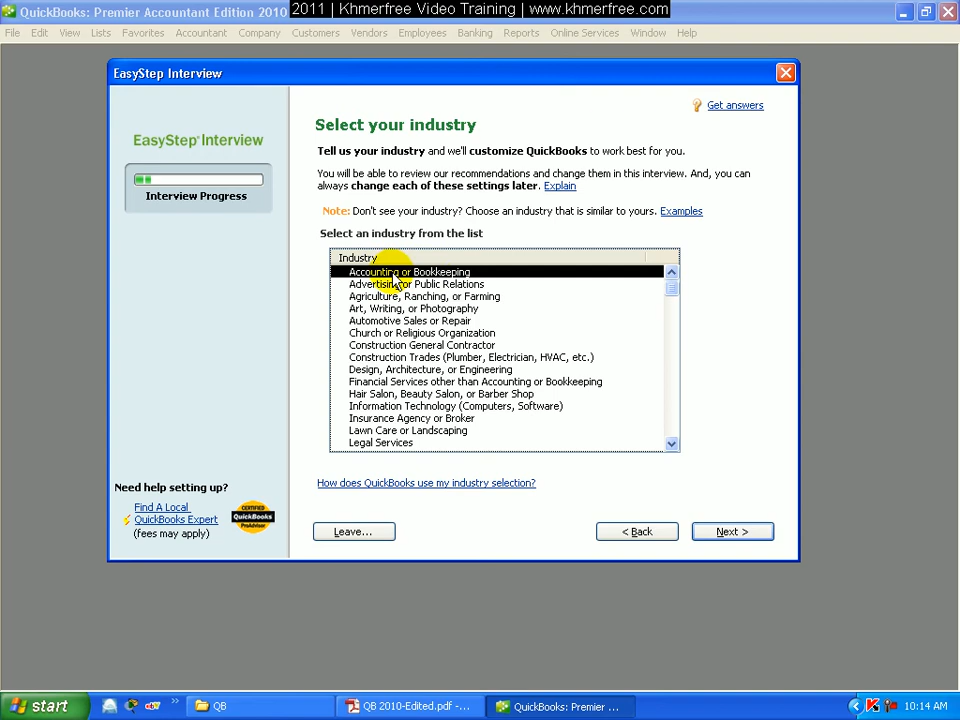 QuickBooks: Premier Accountant Edition 2010
2011 | Khmerfree Video Training | www.khmerfree.com
File Edit View Lists Favorites Accountant Company Customers Vendors Employees Banking Reports Online Services Window Help
EasyStep Interview
Get answers
EasyStep Interview
Interview Progress
Select your industry
Tell us your industry and we'll customize QuickBooks to work best for you.
You will be able to review our recommendations and change them in this interview. And, you can
always change each of these settings later. Explain
Note: Don't see your industry? Choose an industry that is similar to yours. Examples
Select an industry from the list
Industry
Accounting or Bookkeeping
Advertising or Public Relations
Agriculture, Ranching, or Farming
Art, Writing, or Photography
Automotive Sales or Repair
Church or Religious Organization
Construction General Contractor
Construction Trades (Plumber, Electrician, HVAC, etc.)
Design, Architecture, or Engineering
Financial Services other than Accounting or Bookkeeping
Hair Salon, Beauty Salon, or Barber Shop
Information Technology (Computers, Software)
Insurance Agency or Broker
Lawn Care or Landscaping
Legal Services
How does QuickBooks use my industry selection?
Need help setting up?
Find A Local
QuickBooks Expert
(fees may apply)
CERTIFIED
QuickBooks
ProAdvisor
Leave...
< Back
Next >
start
QB
QB 2010-Edited.pdf -...
QuickBooks: Premier ...
10:14 AM